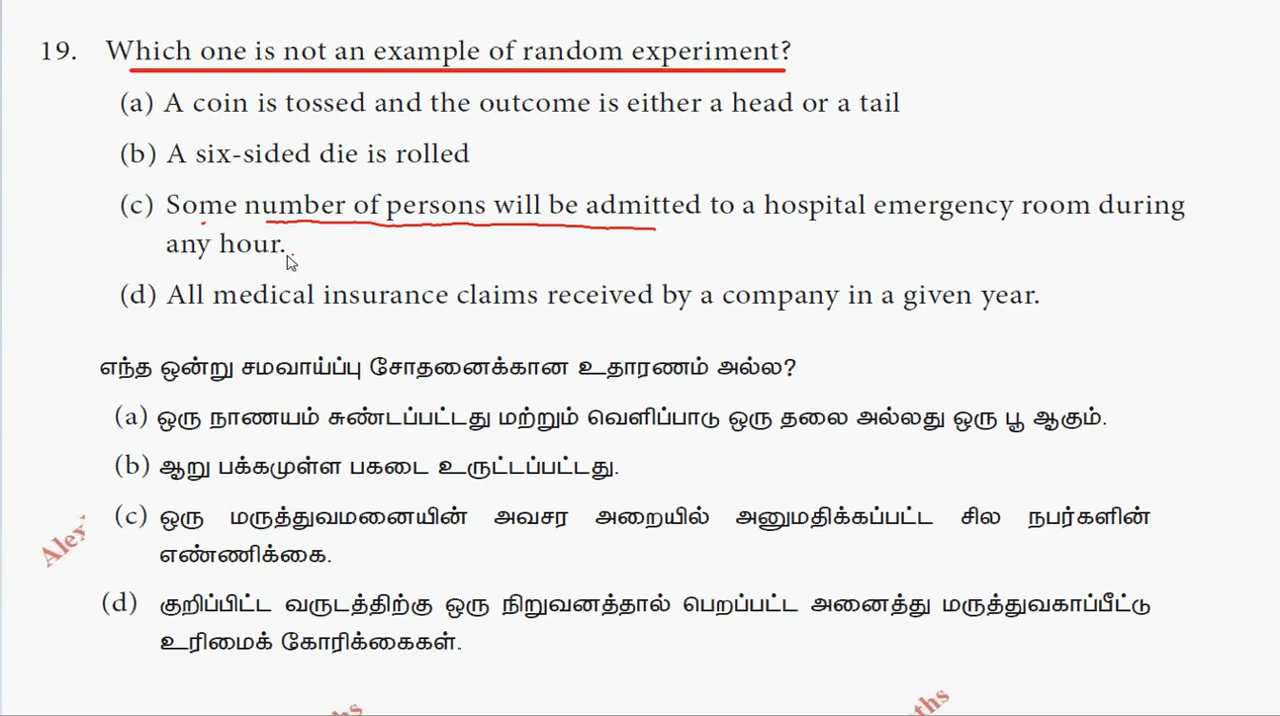 19. Which one is not an example of random experiment?
(a) A coin is tossed and the outcome is either a head or a tail
(b) A six-sided die is rolled
(c) Some number of persons will be admitted to a hospital emergency room during
any hour.
(d) All medical insurance claims received by a company in a given year.
எந்த ஒன்று சமவாய்ப்பு சோதனைக்கான உதாரணம் அல்ல?
(a) ஒரு நாணயம் சுண்டப்பட்டது மற்றும் வெளிப்பாடு ஒரு தலை அல்லது ஒரு பூ ஆகும்.
(b) ஆறு பக்கமுள்ள பகடை உருட்டப்பட்டது.
(c) ஒரு மருத்துவமனையின் அவசர அறையில் அனுமதிக்கப்பட்ட சில நபர்களின்
எண்ணிக்கை.
(d) குறிப்பிட்ட வருடத்திற்கு ஒரு நிறுவனத்தால் பெறப்பட்ட அனைத்து மருத்துவகாப்பீட்டு
உரிமைக் கோரிக்கைகள்.